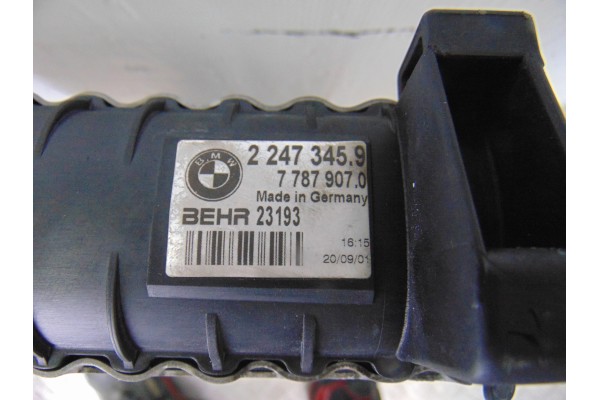 BMW
2 247 345.9
7 787 907.0
Made in Germany
BEHR 23193
16:15
20/09/01